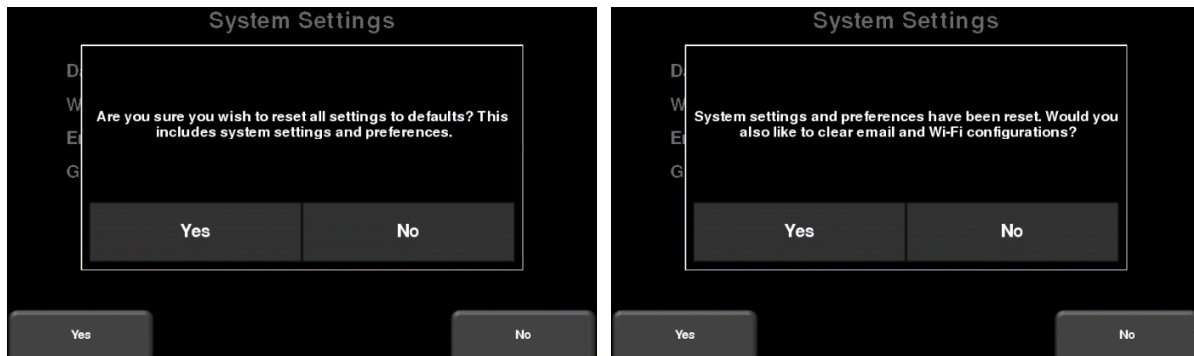 System Settings
Da
W
Are you sure you wish to reset all settings to defaults? This
includes system settings and preferences.
G
Yes No
Yes No
System Settings
Da
W
System settings and preferences have been reset. Would you
also like to clear email and Wi-Fi configurations?
G
Yes No
Yes No